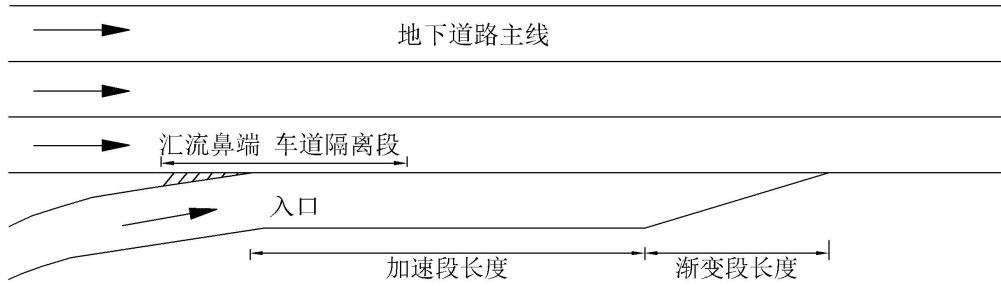 地下道路主线
汇流鼻端 车道隔离段
入口
加速段长度
渐变段长度